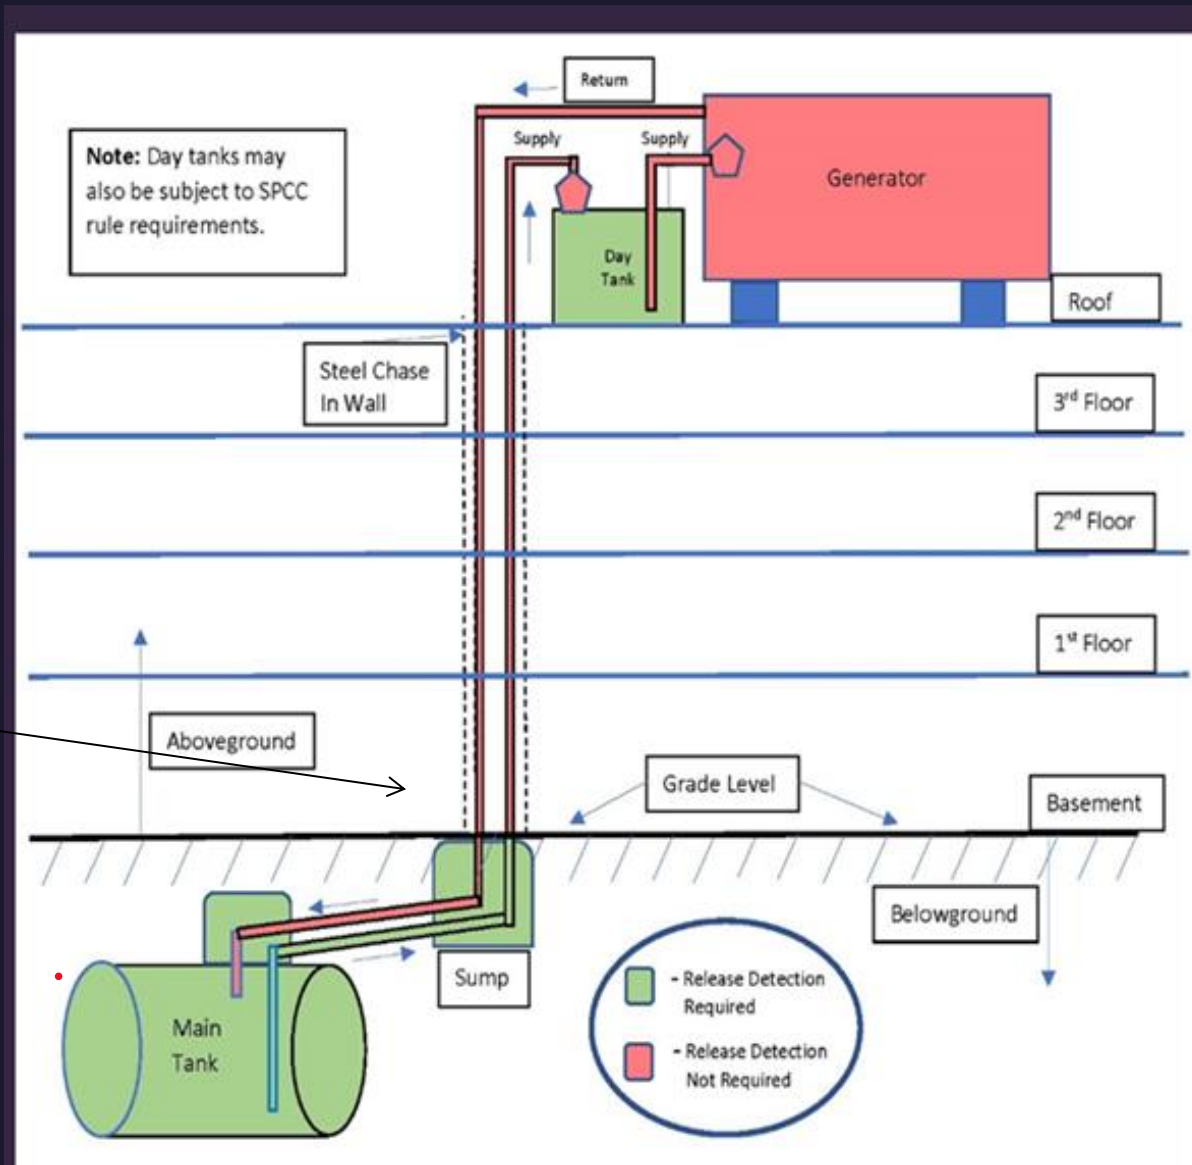 Return
Note: Day tanks may
also be subject to SPCC
rule requirements.
Supply
Supply
Generator
Day
Tank
Roof
Steel Chase
In Wall
3rd Floor
2nd Floor
1st Floor
Aboveground
Grade Level
Basement
Belowground
Sump
- Release Detection
Required
Main
Tank
- Release Detection
Not Required